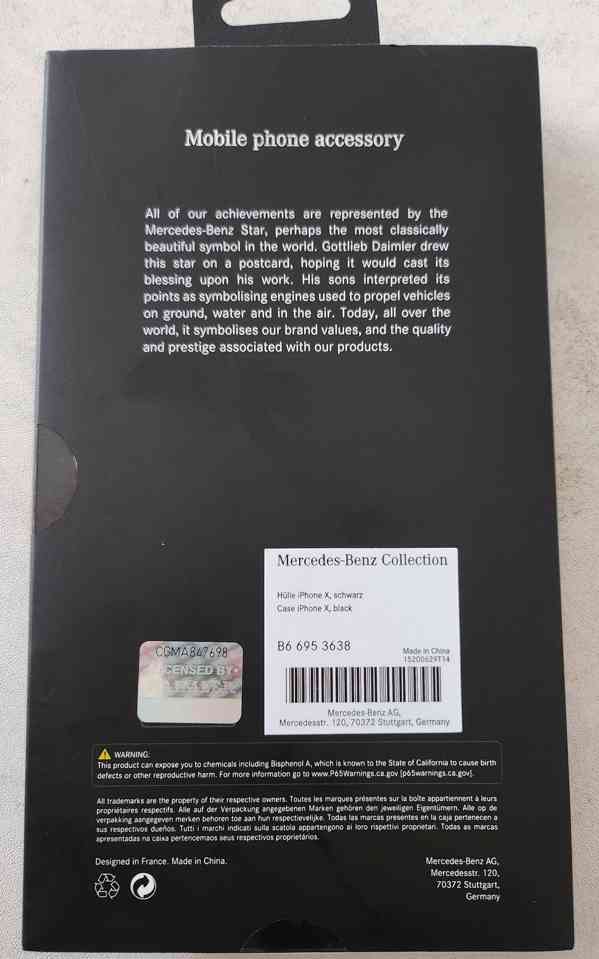 Mobile phone accessory
All of our achievements are represented by the
Mercedes-Benz Star, perhaps the most classically
beautiful symbol in the world. Gottlieb Daimler drew
this star on a postcard, hoping it would cast its
blessing upon his work. His sons interpreted its
points as symbolising engines used to propel vehicles
on ground, water and in the air. Today, all over the
world, it symbolises our brand values, and the quality
and prestige associated with our products.
Mercedes-Benz Collection
Hülle iPhone X, schwarz
Case iPhone X, black
B6 695 3638
Made in China
15200629T14
Mercedes-Benz AG,
Mercedesstr. 120, 70372 Stuttgart, Germany
CGMA847698
CENSED BY
WARNING:
This product can expose you to chemicals including Bisphenol A, which is known to the State of California to cause birth
defects or other reproductive harm. For more information go to www.P65Warnings.ca.gov [p65warnings.ca.gov].
All trademarks are the property of their respective owners. Toutes les marques présentes sur la boîte appartiennent à leurs
propriétaires respectifs. Alle auf der Verpackung angegebenen Marken gehören den jeweiligen Eigentümern. Alle op de
verpakking aangegeven merken behoren toe aan hun respectievelijke. Todas las marcas presentes en la caja pertenecen a
sus respectivos dueños. Tutti i marchi indicati sulla scatola appartengono ai loro rispettivi proprietari. Todas as marcas
apresentadas na caixa pertencemaos seus respectivos proprietários.
Designed in France. Made in China.
Mercedes-Benz AG,
Mercedesstr. 120,
70372 Stuttgart,
Germany